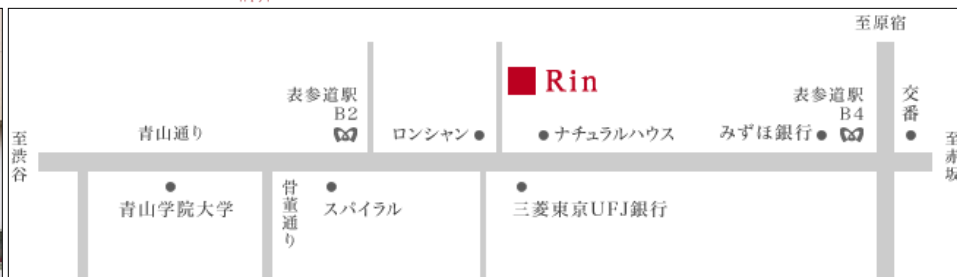 至原宿
Rin
表参道駅
B2
表参道駅
B4
交番
至渋谷
青山通り
ロンシャン
ナチュラルハウス
みずほ銀行
至赤坂
青山学院大学
骨董通り
スパイラル
三菱東京UFJ銀行